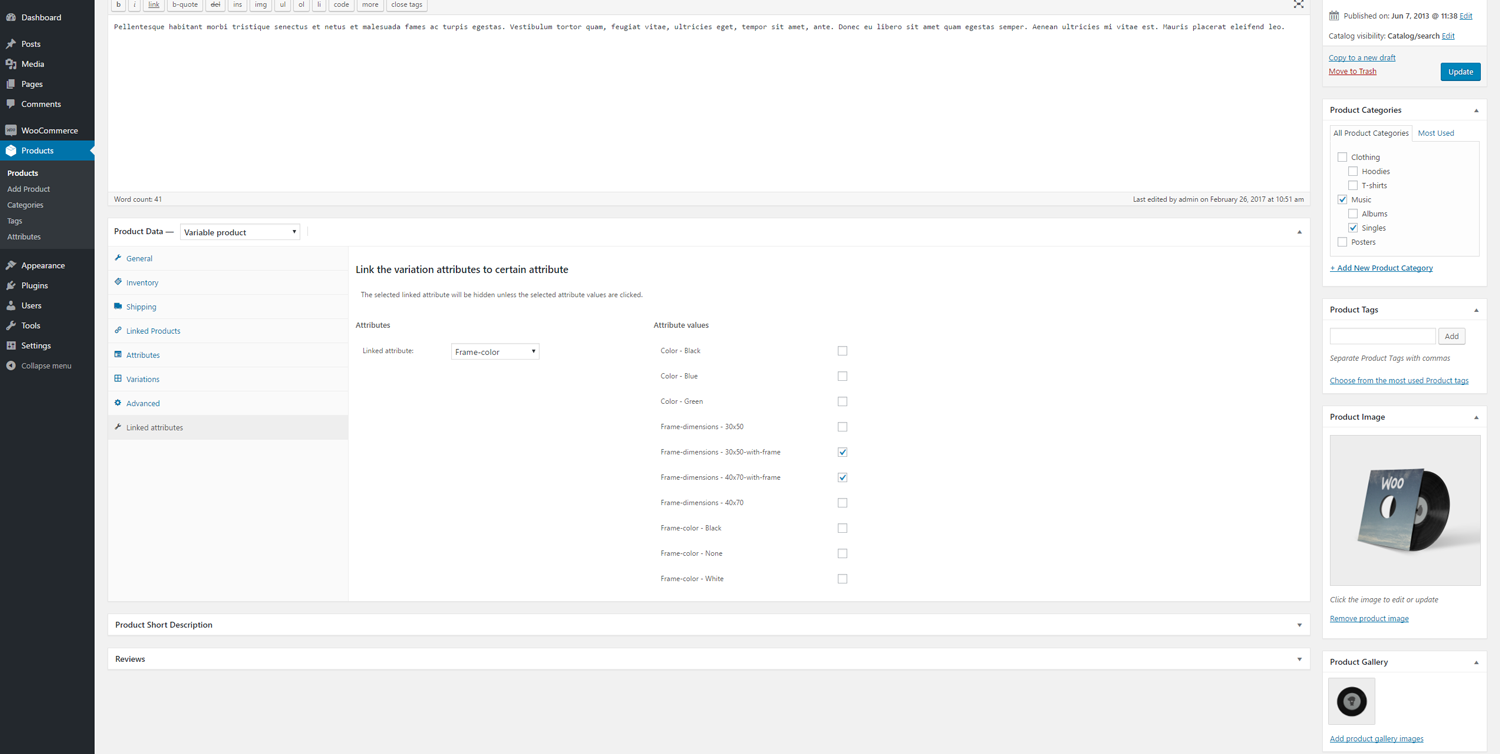 Dashboard
Posts
Media
Pages
Comments
WooCommerce
Products
Products
Add Product
Categories
Tags
Attributes
Appearance
Plugins
Users
Tools
Settings
Collapse menu
b i link b-quote del ins img ul ol li code more close tags
Pellentesque habitant morbi tristique senectus et netus et malesuada fames ac turpis egestas. Vestibulum tortor quam, feugiat vitae, ultricies eget, tempor sit amet, ante. Donec eu libero sit amet quam egestas semper. Aenean ultricies mi vitae est. Mauris placerat eleifend leo.
Word count: 41
Last edited by admin on February 26, 2017 at 10:51 am
Product Data — Variable product
General
Inventory
Shipping
Linked Products
Attributes
Variations
Advanced
Linked attributes
Link the variation attributes to certain attribute
The selected linked attribute will be hidden unless the selected attribute values are clicked.
Attributes
Linked attribute: Frame-color
Attribute values
Color - Black
Color - Blue
Color - Green
Frame-dimensions - 30x50
Frame-dimensions - 30x50-with-frame
Frame-dimensions - 40x70-with-frame
Frame-dimensions - 40x70
Frame-color - Black
Frame-color - None
Frame-color - White
Product Short Description
Reviews
Published on: Jun 7, 2013 @ 11:38 Edit
Catalog visibility: Catalog/search Edit
Copy to a new draft
Move to Trash
Update
Product Categories
All Product Categories Most Used
Clothing
Hoodies
T-shirts
Music
Albums
Singles
Posters
+ Add New Product Category
Product Tags
Add
Separate Product Tags with commas
Choose from the most used Product tags
Product Image
WOO
Click the image to edit or update
Remove product image
Product Gallery
Add product gallery images